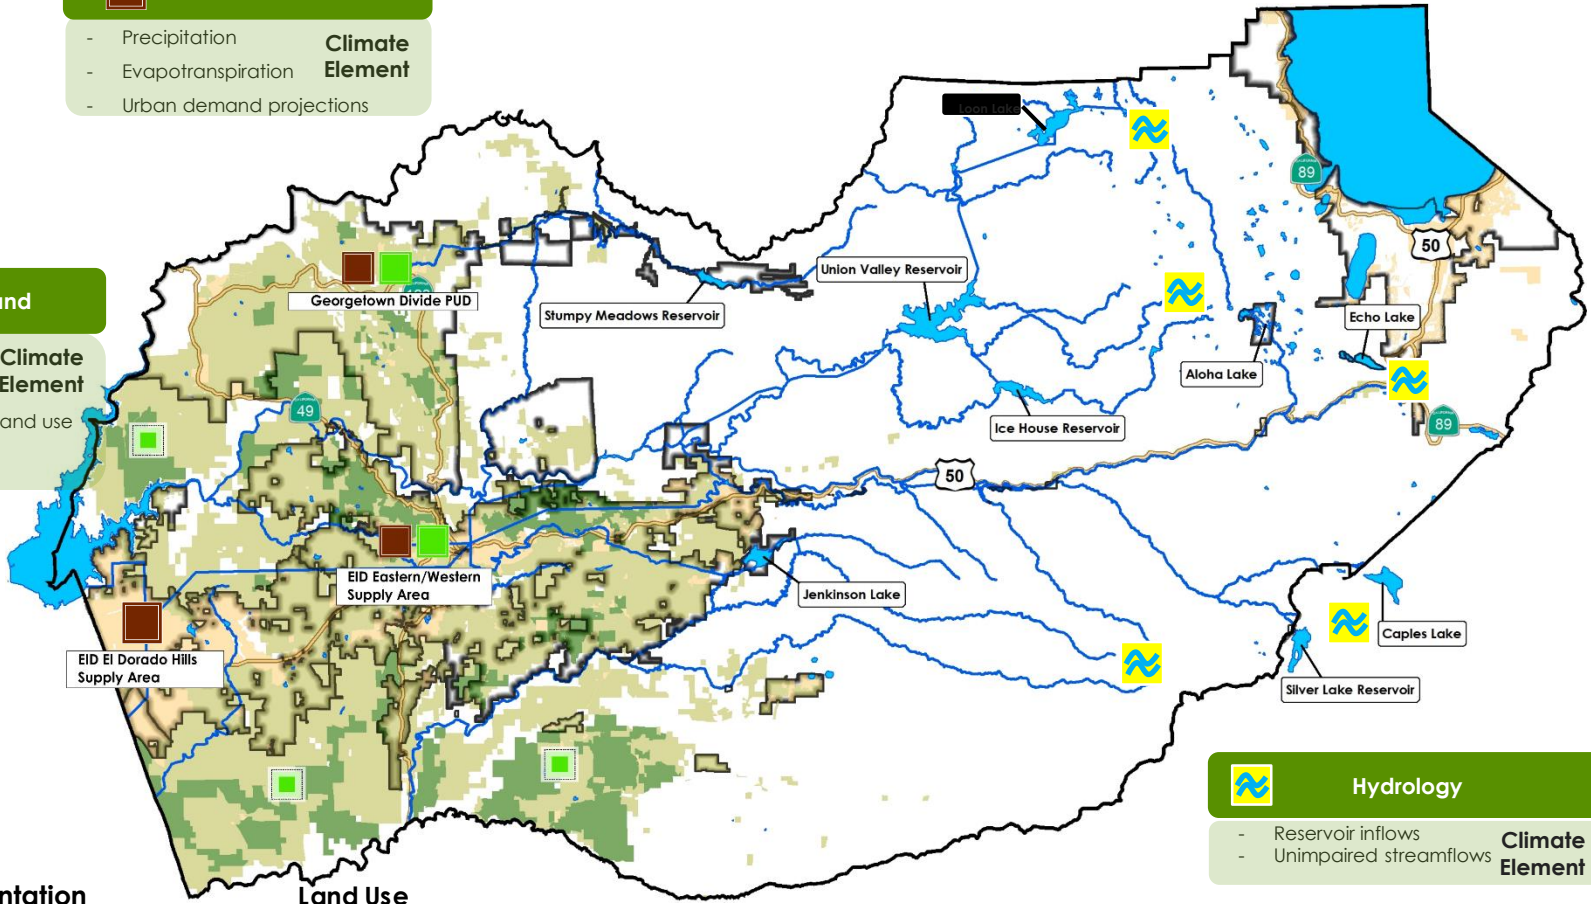 - Precipitation
- Evapotranspiration
- Urban demand projections
Climate
Element
Loon Lake
89
50
Union Valley Reservoir
Georgetown Divide PUD
Stumpy Meadows Reservoir
Echo Lake
and
Climate
Element
and use
Aloha Lake
49
Ice House Reservoir
89
50
EID Eastern/Western
Supply Area
Jenkinson Lake
Caples Lake
EID El Dorado Hills
Supply Area
Silver Lake Reservoir
Hydrology
- Reservoir inflows
- Unimpaired streamflows
Climate
Element
ntation
Land Use